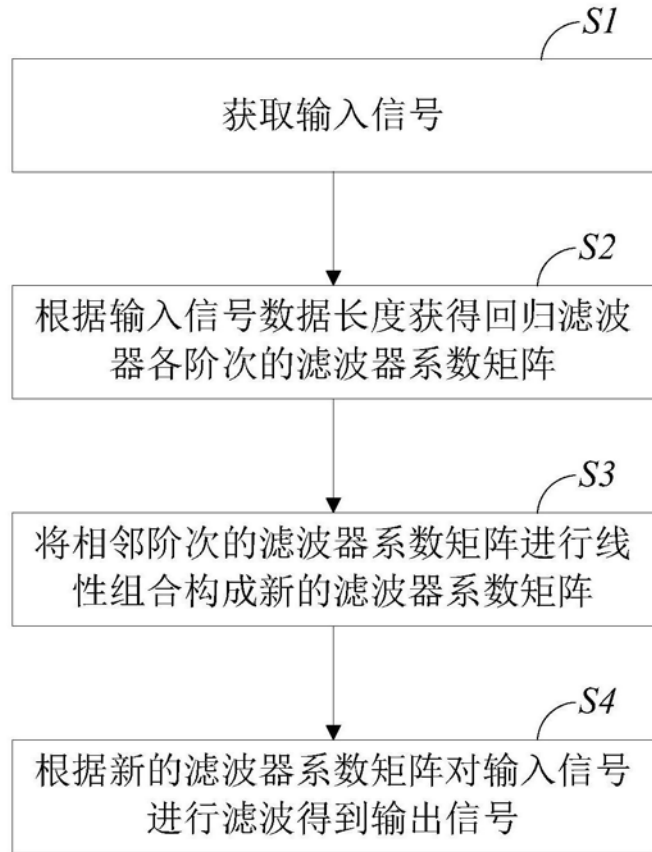 S1
获取输入信号
S2
根据输入信号数据长度获得回归滤波
器各阶次的滤波器系数矩阵
S3
将相邻阶次的滤波器系数矩阵进行线
性组合构成新的滤波器系数矩阵
S4
根据新的滤波器系数矩阵对输入信号
进行滤波得到输出信号